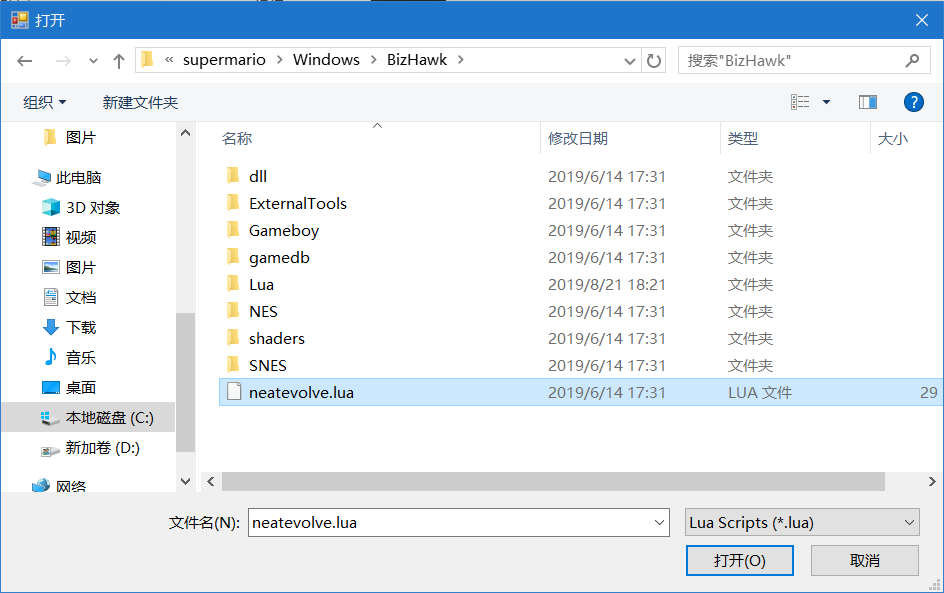 打开
« supermario > Windows > BizHawk >
搜索"BizHawk"
组织
新建文件夹
图片
此电脑
3D 对象
视频
图片
文档
下载
音乐
桌面
本地磁盘 (C:)
新加卷 (D:)
网络
名称 修改日期 类型 大小
dll 2019/6/14 17:31 文件夹
ExternalTools 2019/6/14 17:31 文件夹
Gameboy 2019/6/14 17:31 文件夹
gamedb 2019/6/14 17:31 文件夹
Lua 2019/8/21 18:21 文件夹
NES 2019/6/14 17:31 文件夹
shaders 2019/6/14 17:31 文件夹
SNES 2019/6/14 17:31 文件夹
neatevolve.lua 2019/6/14 17:31 LUA 文件 29
文件名(N): neatevolve.lua
Lua Scripts (*.lua)
打开(O)
取消